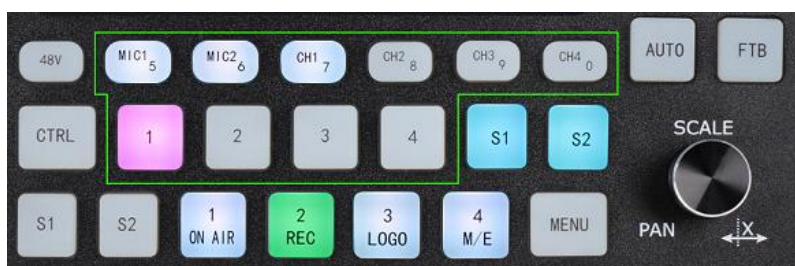 48V MIC1 5 MIC2 6 CH1 7 CH2 8 CH3 9 CH4 0 AUTO FTB
CTRL 1 2 3 4 S1 S2 SCALE
S1 S2 1 ON AIR 2 REC 3 LOGO 4 M/E MENU PAN X